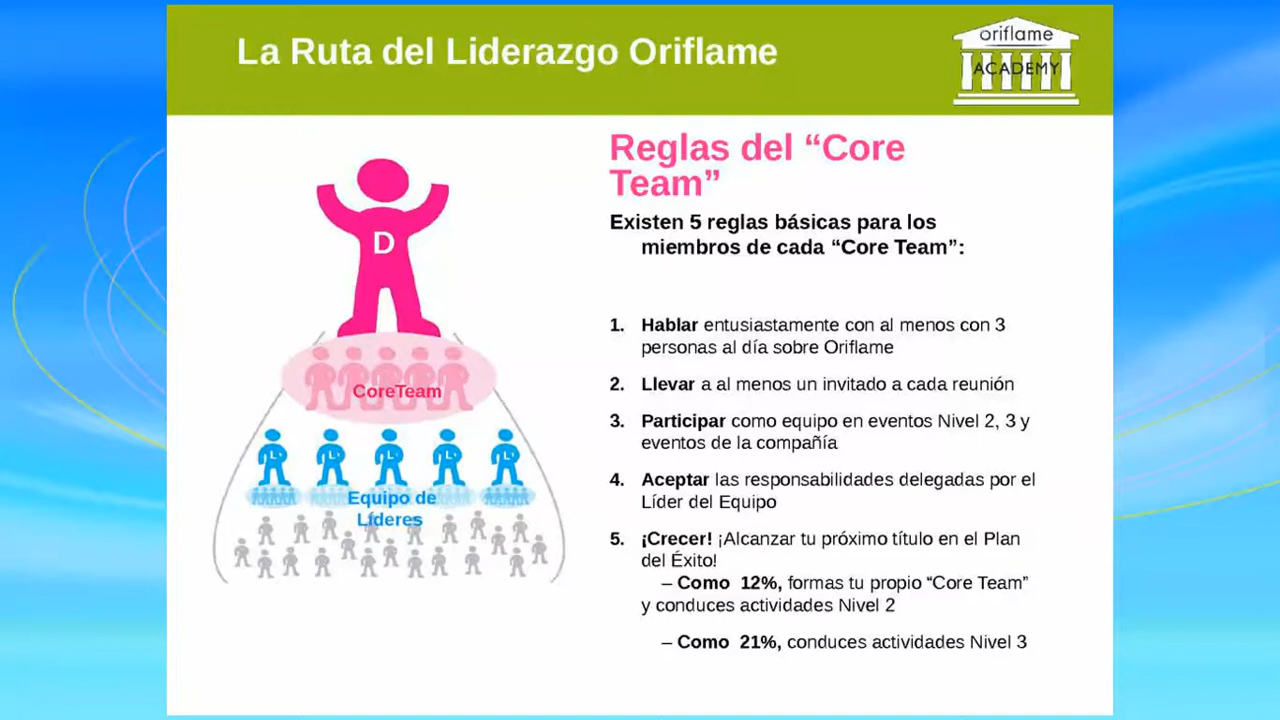 La Ruta del Liderazgo Oriflame
oriflame
ACADEMY
Reglas del “Core
Team”
Existen 5 reglas básicas para los
miembros de cada “Core Team”:
1. Hablar entusiastamente con al menos con 3
personas al día sobre Oriflame
2. Llevar a al menos un invitado a cada reunión
3. Participar como equipo en eventos Nivel 2, 3 y
eventos de la compañía
4. Aceptar las responsabilidades delegadas por el
Líder del Equipo
5. ¡Crecer! ¡Alcanzar tu próximo título en el Plan
del Éxito!
– Como 12%, formas tu propio “Core Team”
y conduces actividades Nivel 2
– Como 21%, conduces actividades Nivel 3
D
CoreTeam
L L L L L
Equipo de
Líderes